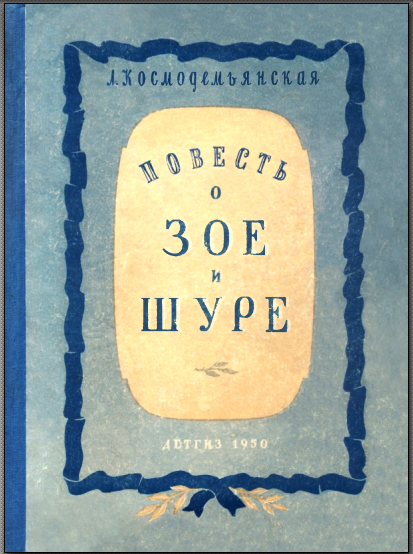 Л. Космодемьянская
ПОВЕСТЬ
О
ЗОЕ
И
ШУРЕ
ДЕТГИЗ 1950